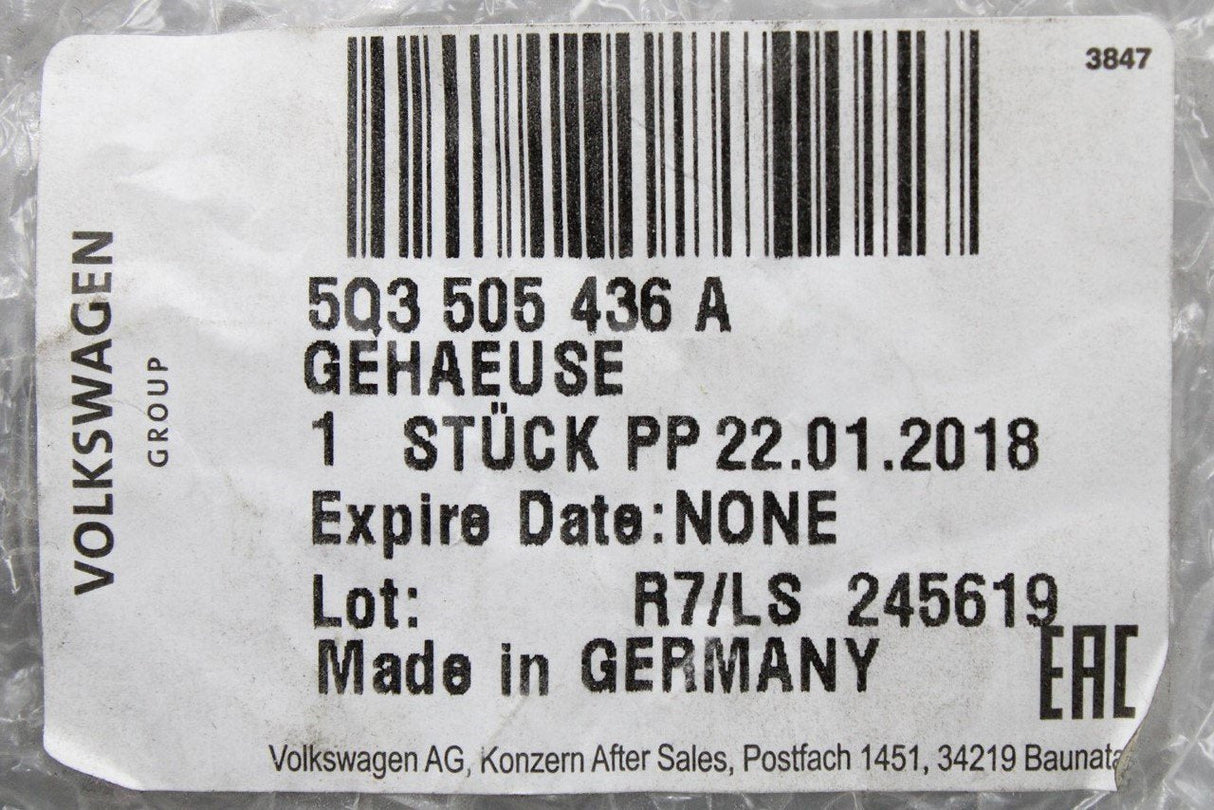 3847
VOLKSWAGEN
GROUP
5Q3 505 436 A
GEHAEUSE
1 STÜCK PP 22.01.2018
Expire Date:NONE
Lot: R7/LS 245619
Made in GERMANY
EAC
Volkswagen AG, Konzern After Sales, Postfach 1451, 34219 Baunata